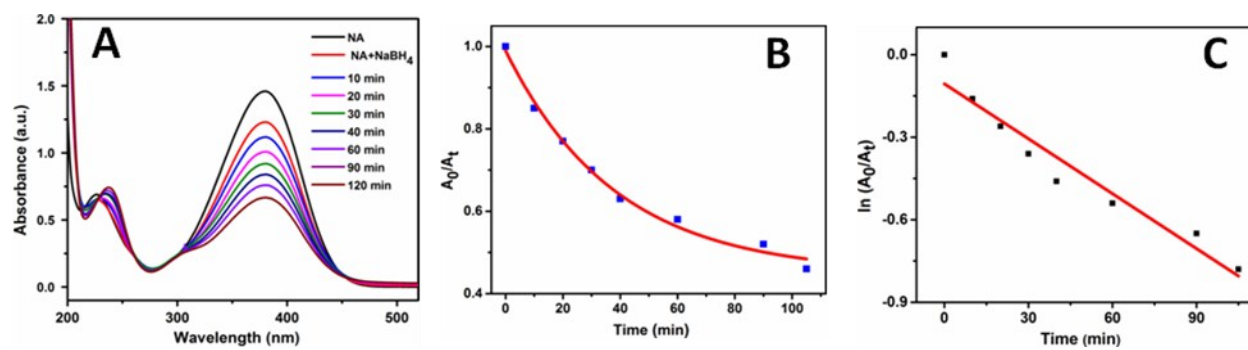 A
2.0
1.5
1.0
0.5
0.0
Absorbance (a.u.)
200 300 400 500
Wavelength (nm)
NA
NA+NaBH₄
10 min
20 min
30 min
40 min
60 min
90 min
120 min
B
1.0
0.8
0.6
0.4
A₀/Aₜ
0 20 40 60 80 100
Time (min)
C
0.0
-0.3
-0.6
-0.9
ln (A₀/Aₜ)
0 30 60 90
Time (min)